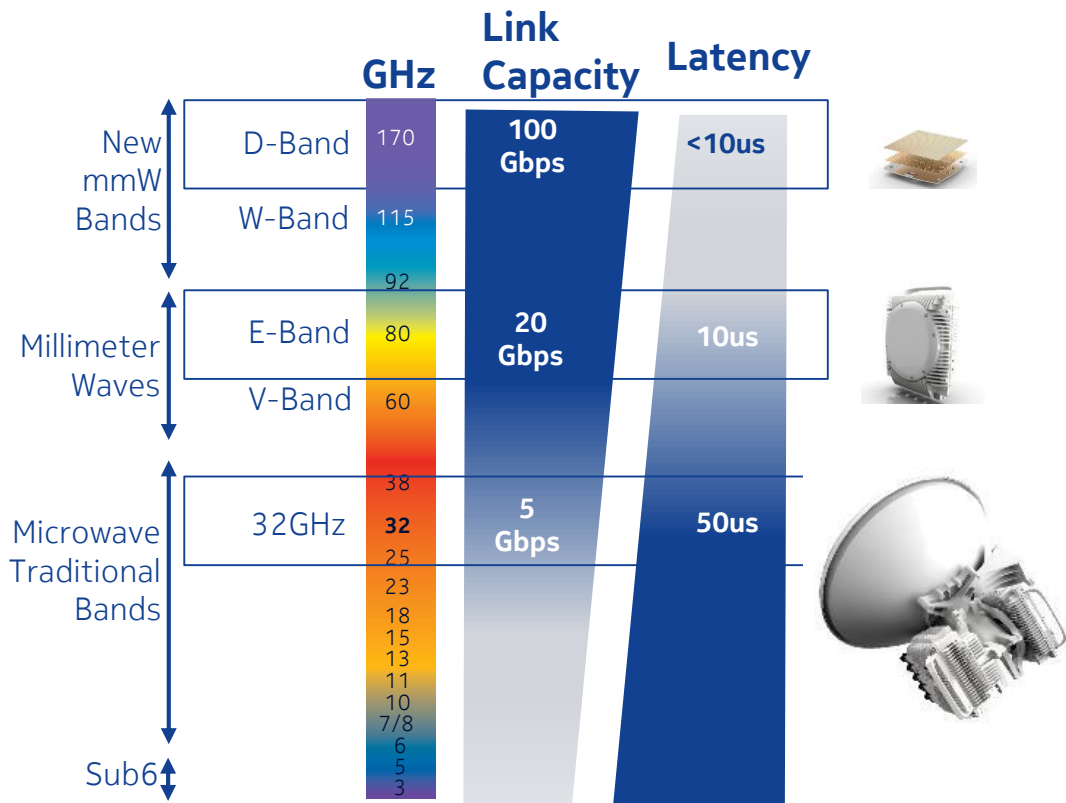 GHz
Link
Capacity
Latency
New
mmW
Bands
D-Band
170
100
Gbps
<10us
W-Band
115
92
Millimeter
Waves
E-Band
80
20
Gbps
10us
V-Band
60
Microwave
Traditional
Bands
38
32GHz
32
5
Gbps
50us
25
23
18
15
13
11
10
7/8
6
Sub6
5
3